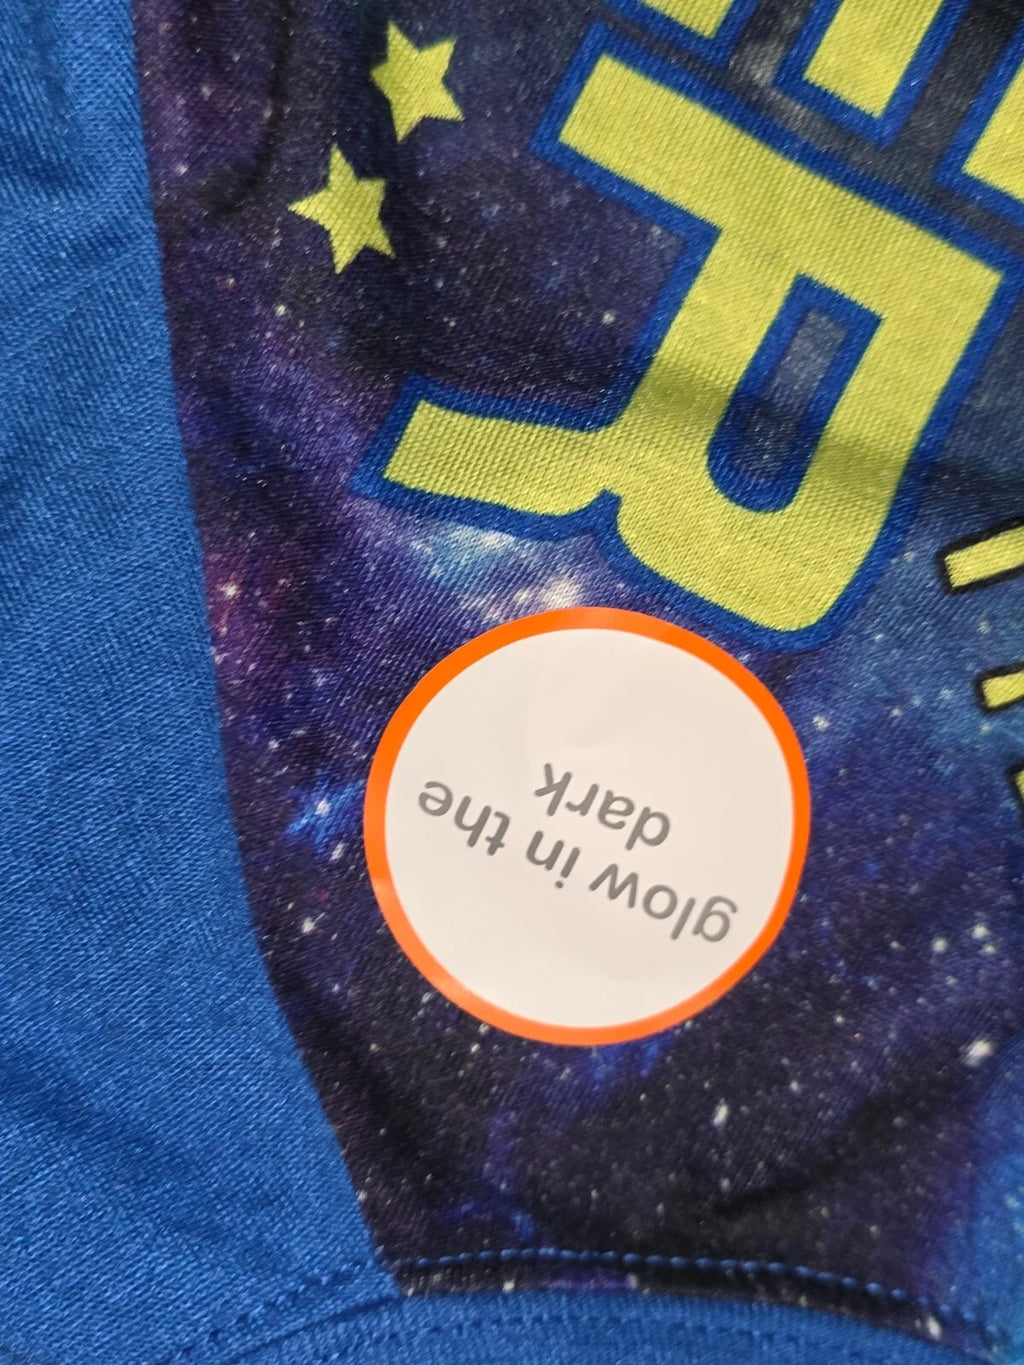 R
glow in the
dark